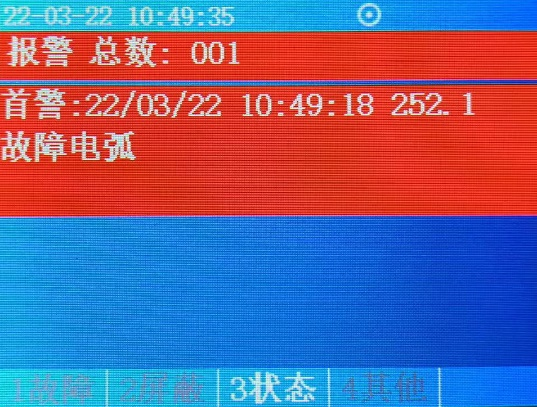 22-03-22 10:49:35
报警 总数: 001
首警:22/03/22 10:49:18 252.1
故障电弧
1故障 2屏蔽 3状态 4其他